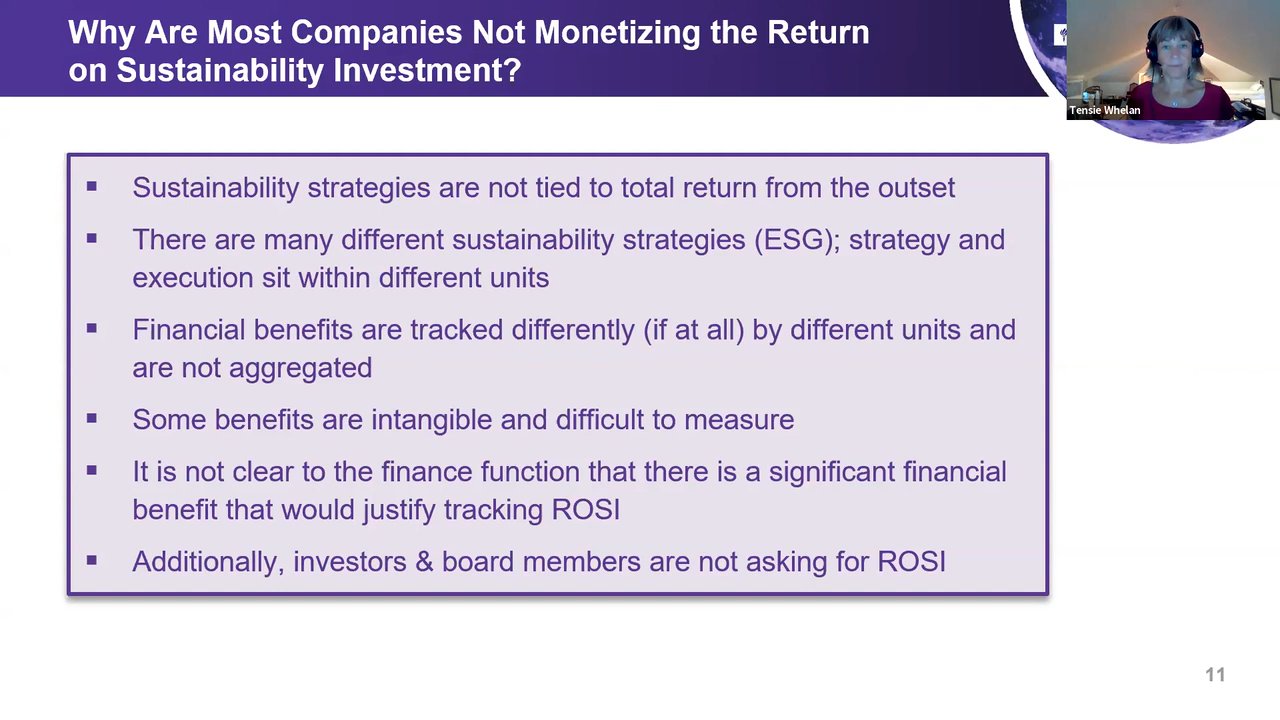 Why Are Most Companies Not Monetizing the Return
on Sustainability Investment?
Tensie Whelan
▪ Sustainability strategies are not tied to total return from the outset
▪ There are many different sustainability strategies (ESG); strategy and
execution sit within different units
▪ Financial benefits are tracked differently (if at all) by different units and
are not aggregated
▪ Some benefits are intangible and difficult to measure
▪ It is not clear to the finance function that there is a significant financial
benefit that would justify tracking ROSI
▪ Additionally, investors & board members are not asking for ROSI
11